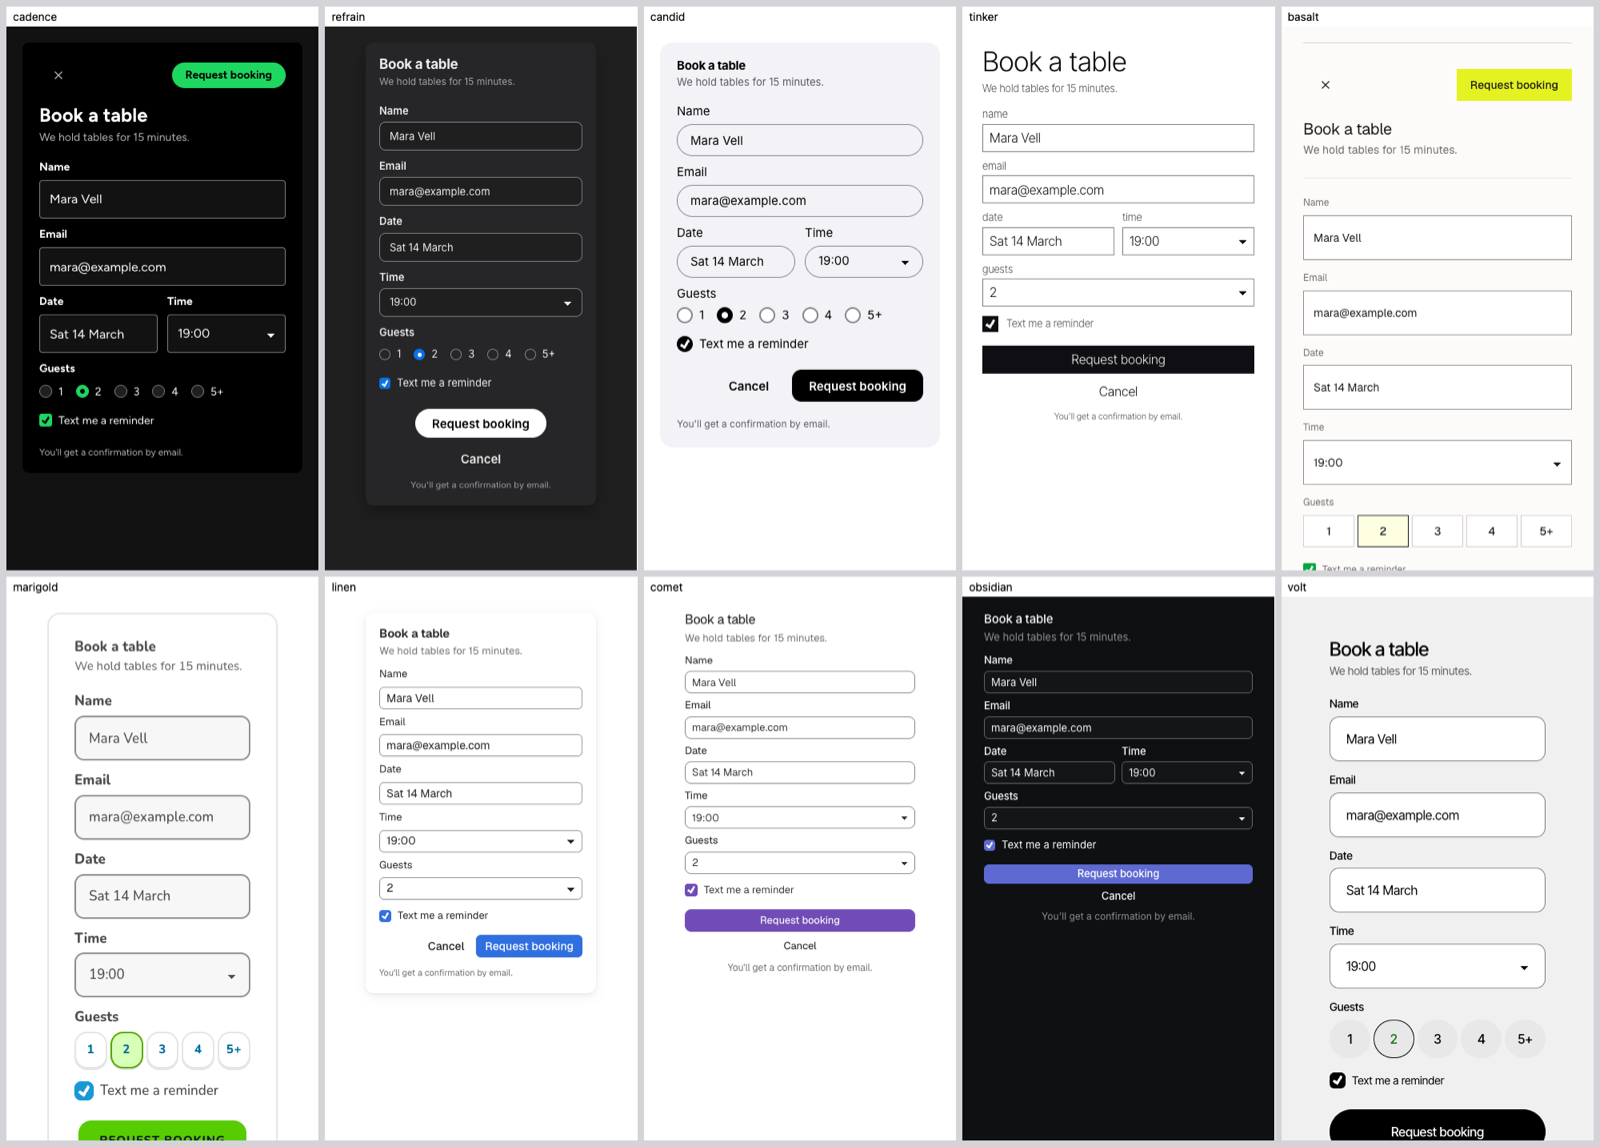 cadence
×
Request booking
Book a table
We hold tables for 15 minutes.
Name
Mara Vell
Email
mara@example.com
Date
Time
Sat 14 March
19:00
Guests
1 2 3 4 5+
Text me a reminder
You'll get a confirmation by email.
refrain
Book a table
We hold tables for 15 minutes.
Name
Mara Vell
Email
mara@example.com
Date
Sat 14 March
Time
19:00
Guests
1 2 3 4 5+
Text me a reminder
Request booking
Cancel
You'll get a confirmation by email.
candid
Book a table
We hold tables for 15 minutes.
Name
Mara Vell
Email
mara@example.com
Date
Time
Sat 14 March
19:00
Guests
1 2 3 4 5+
Text me a reminder
Cancel
Request booking
You'll get a confirmation by email.
tinker
Book a table
We hold tables for 15 minutes.
name
Mara Vell
email
mara@example.com
date
time
Sat 14 March
19:00
guests
2
Text me a reminder
Request booking
Cancel
You'll get a confirmation by email.
basalt
×
Request booking
Book a table
We hold tables for 15 minutes.
Name
Mara Vell
Email
mara@example.com
Date
Sat 14 March
Time
19:00
Guests
1 2 3 4 5+
Text me a reminder
marigold
Book a table
We hold tables for 15 minutes.
Name
Mara Vell
Email
mara@example.com
Date
Sat 14 March
Time
19:00
Guests
1 2 3 4 5+
Text me a reminder
REQUEST BOOKING
linen
Book a table
We hold tables for 15 minutes.
Name
Mara Vell
Email
mara@example.com
Date
Sat 14 March
Time
19:00
Guests
2
Text me a reminder
Cancel
Request booking
You'll get a confirmation by email.
comet
Book a table
We hold tables for 15 minutes.
Name
Mara Vell
Email
mara@example.com
Date
Sat 14 March
Time
19:00
Guests
2
Text me a reminder
Request booking
Cancel
You'll get a confirmation by email.
obsidian
Book a table
We hold tables for 15 minutes.
Name
Mara Vell
Email
mara@example.com
Date
Time
Sat 14 March
19:00
Guests
2
Text me a reminder
Request booking
Cancel
You'll get a confirmation by email.
volt
Book a table
We hold tables for 15 minutes.
Name
Mara Vell
Email
mara@example.com
Date
Sat 14 March
Time
19:00
Guests
1 2 3 4 5+
Text me a reminder
Request booking